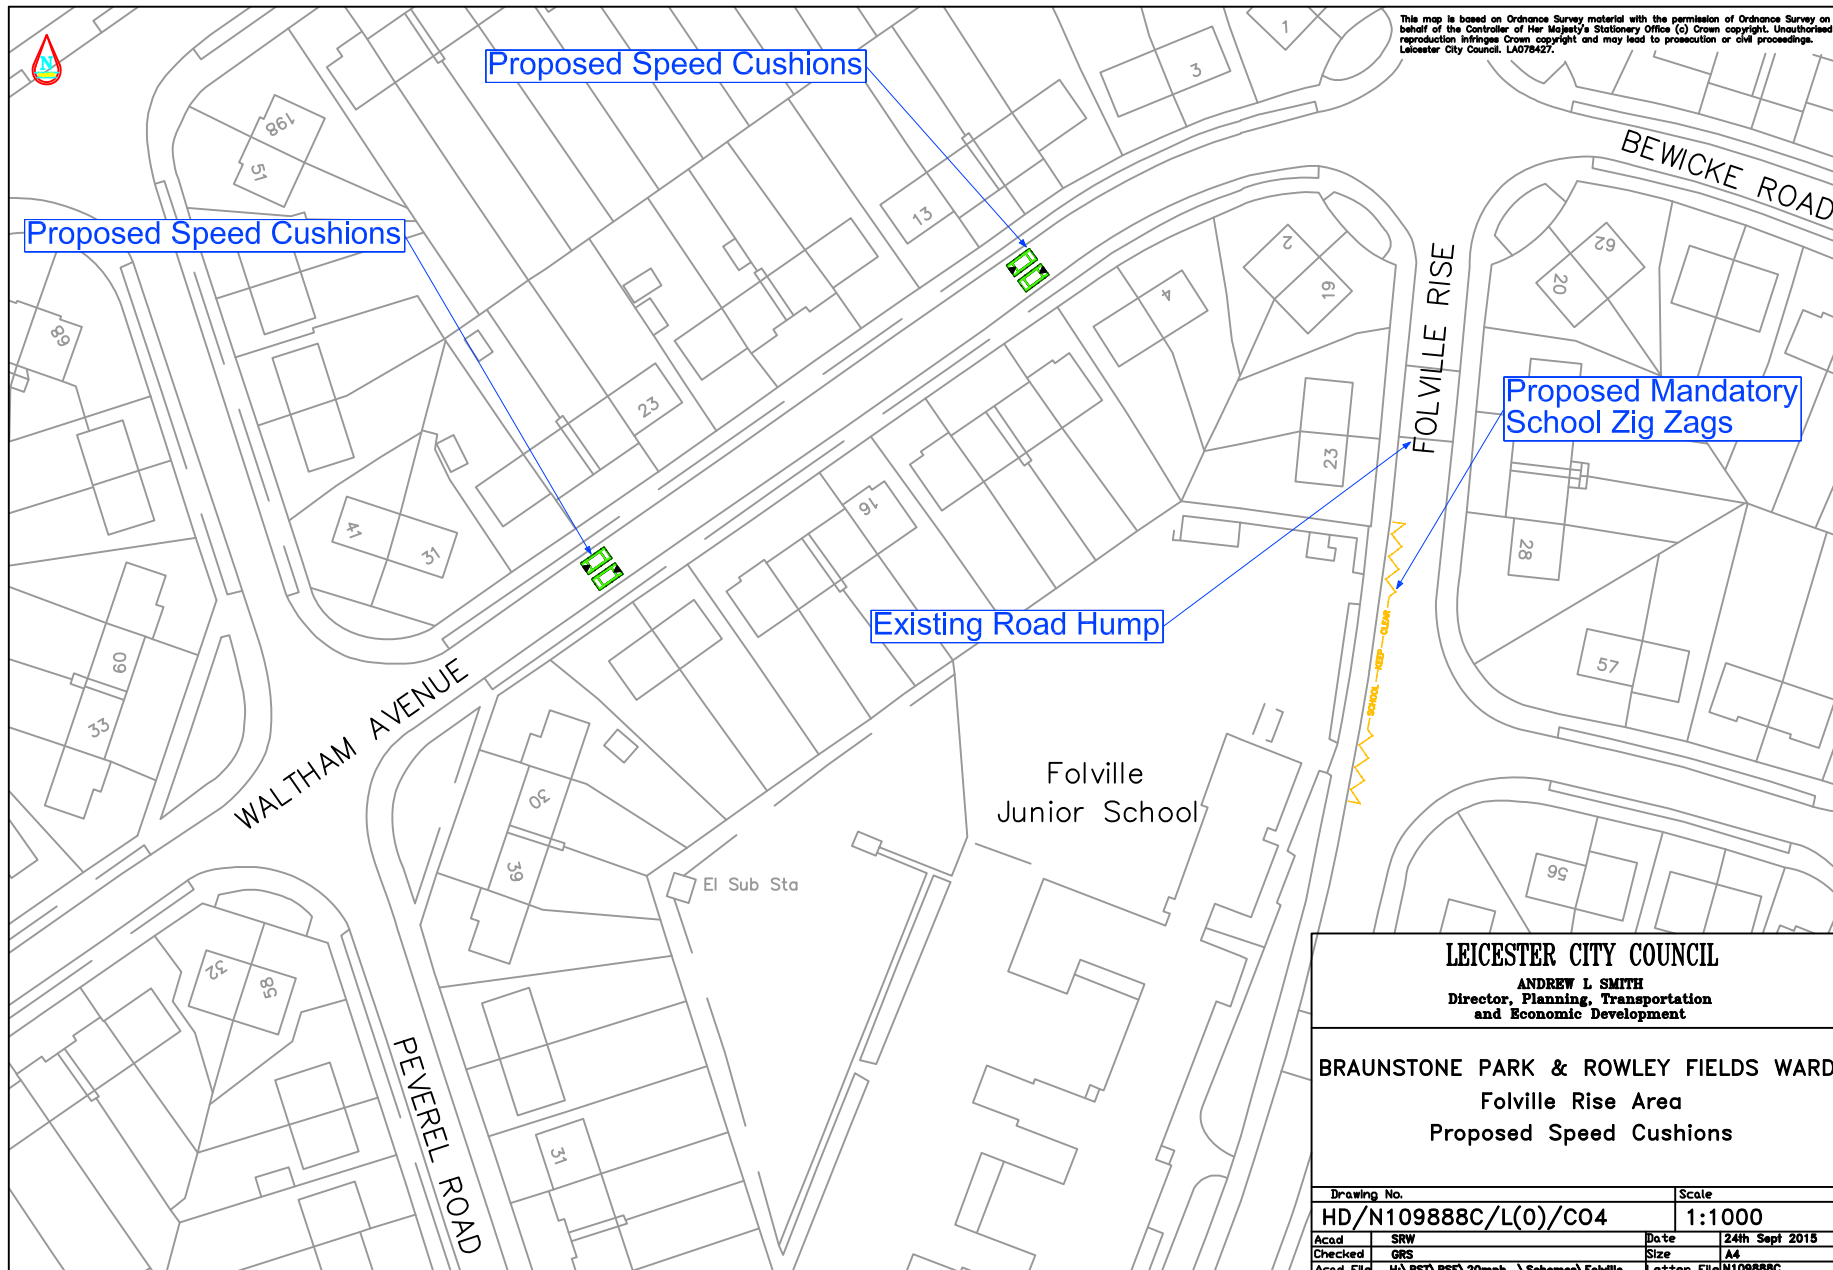 This map is based on Ordnance Survey material with the permission of Ordnance Survey on
behalf of the Controller of Her Majesty's Stationery Office (c) Crown copyright. Unauthorised
reproduction infringes Crown copyright and may lead to prosecution or civil proceedings.
Leicester City Council. LA078427.
N
Proposed Speed Cushions
Proposed Speed Cushions
BEWICKE ROAD
FOLVILLE RISE
Proposed Mandatory
School Zig Zags
Existing Road Hump
SCHOOL KEEP CLEAR
WALTHAM AVENUE
PEVEREL ROAD
Folville
Junior School
El Sub Sta
1
3
13
198
51
68
23
41
31
16
4
2
19
62
20
23
28
57
56
60
33
30
39
32
58
31
LEICESTER CITY COUNCIL
ANDREW L SMITH
Director, Planning, Transportation
and Economic Development
BRAUNSTONE PARK & ROWLEY FIELDS WARD
Folville Rise Area
Proposed Speed Cushions
Drawing No. Scale
HD/N109888C/L(0)/C04 1:1000
Acad SRW Date 24th Sept 2015
Checked GRS Size A4
Acad File
N109888C